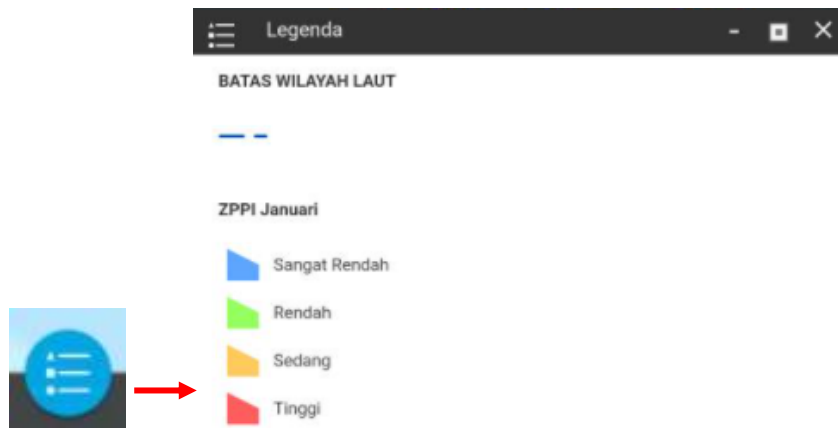 Legenda
BATAS WILAYAH LAUT
ZPPI Januari
Sangat Rendah
Rendah
Sedang
Tinggi